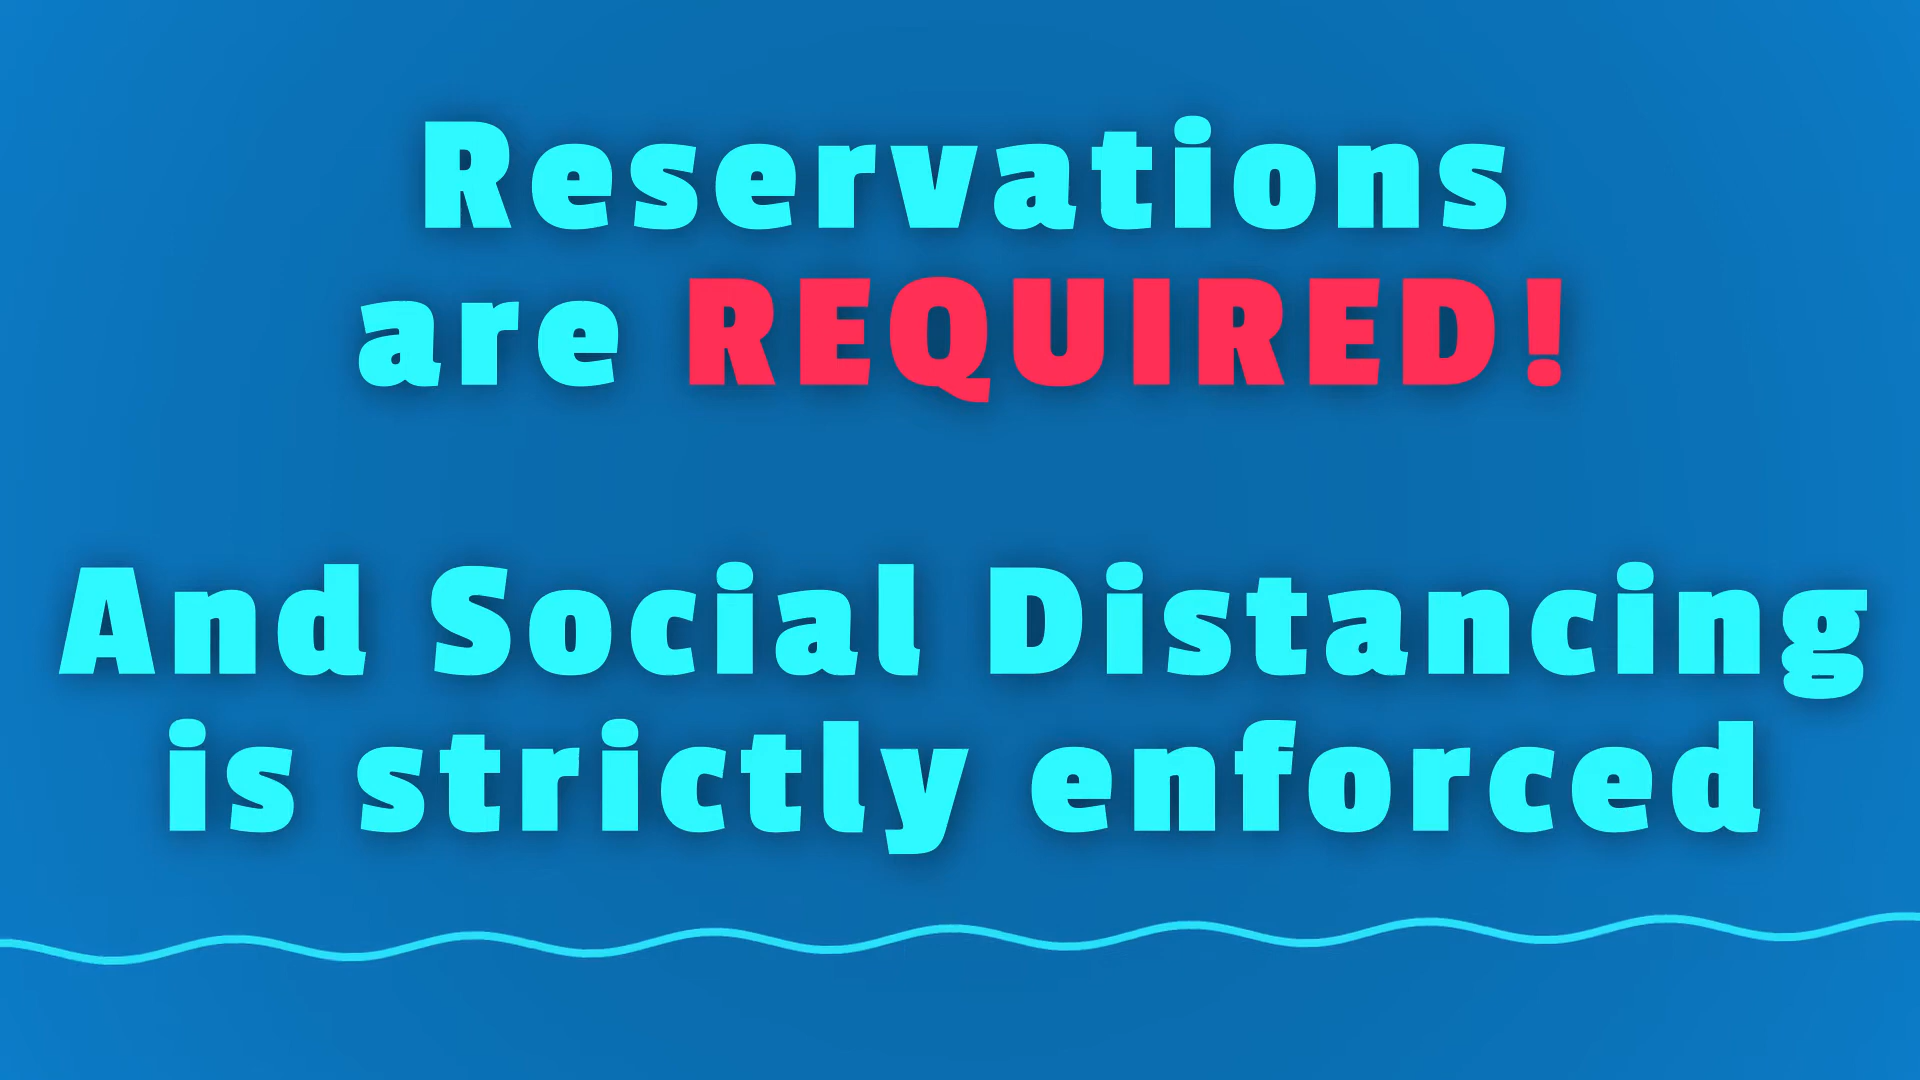 Reservations
are REQUIRED!
And Social Distancing
is strictly enforced